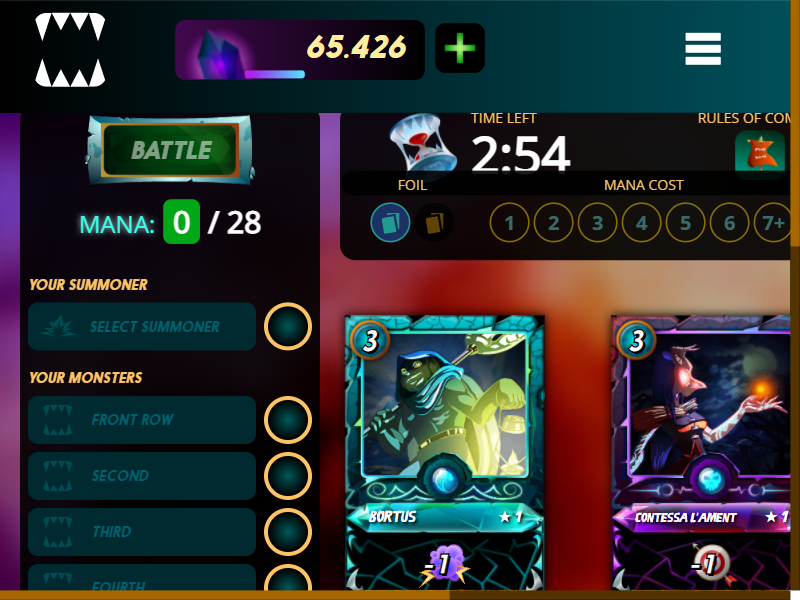 65.426
BATTLE
MANA: 0 / 28
YOUR SUMMONER
SELECT SUMMONER
YOUR MONSTERS
FRONT ROW
SECOND
THIRD
FOURTH
TIME LEFT
2:54
RULES OF COM
FOIL
MANA COST
1 2 3 4 5 6 7+
3
BORTUS ★ 1
-1
3
CONTESSA L'AMENT ★ 1
-1